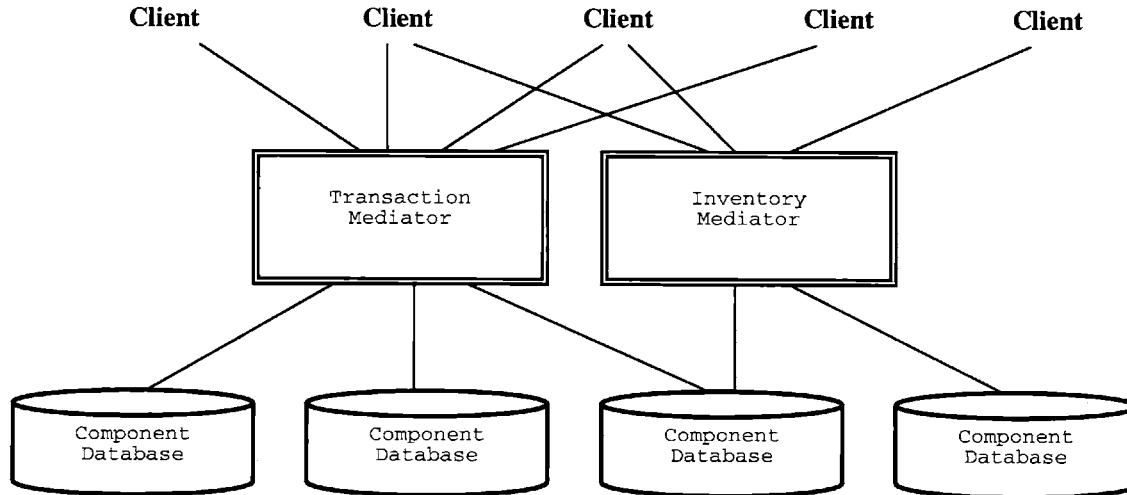 Client Client Client Client Client
Transaction
Mediator
Inventory
Mediator
Component
Database
Component
Database
Component
Database
Component
Database